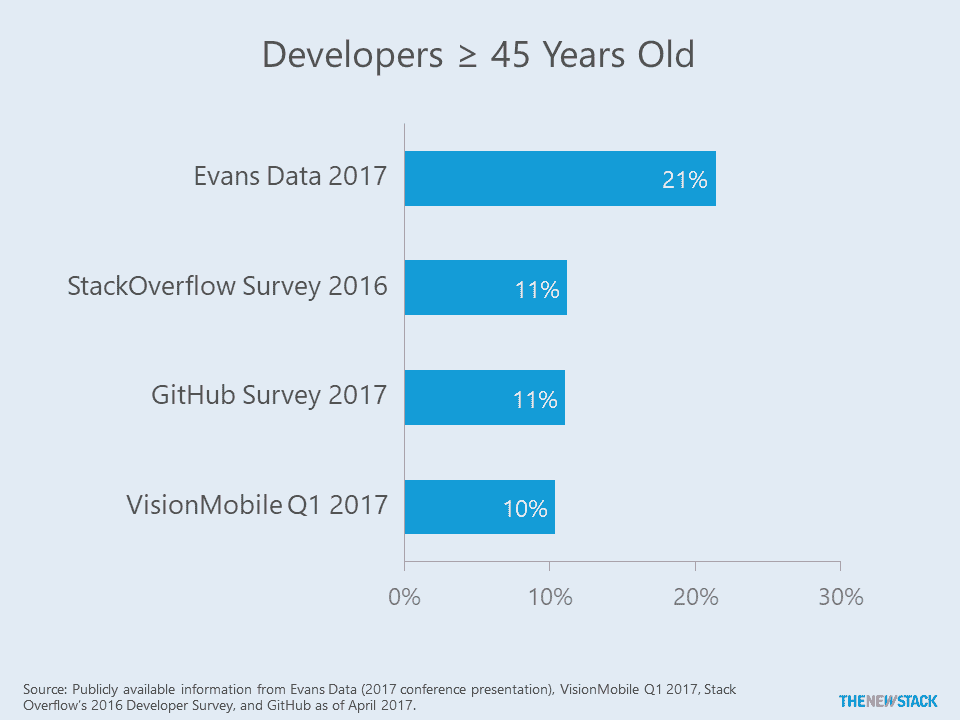 Developers ≥ 45 Years Old
Evans Data 2017
21%
StackOverflow Survey 2016
11%
GitHub Survey 2017
11%
VisionMobile Q1 2017
10%
0% 10% 20% 30%
Source: Publicly available information from Evans Data (2017 conference presentation), VisionMobile Q1 2017, Stack
Overflow's 2016 Developer Survey, and GitHub as of April 2017.
THENEWSTACK